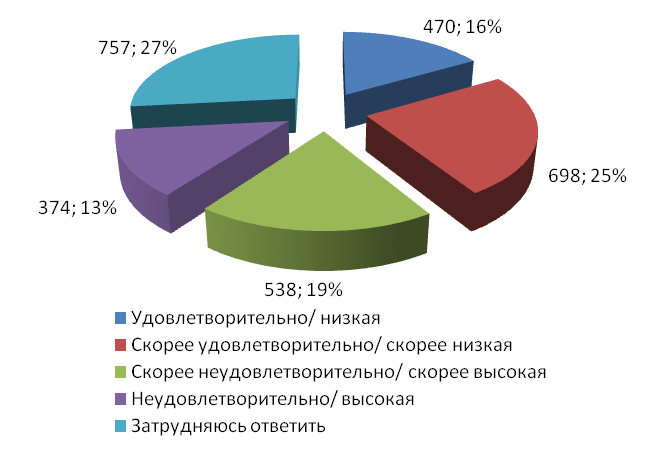 470; 16%
757; 27%
698; 25%
374; 13%
538; 19%
Удовлетворительно/ низкая
Скорее удовлетворительно/ скорее низкая
Скорее неудовлетворительно/ скорее высокая
Неудовлетворительно/ высокая
Затрудняюсь ответить